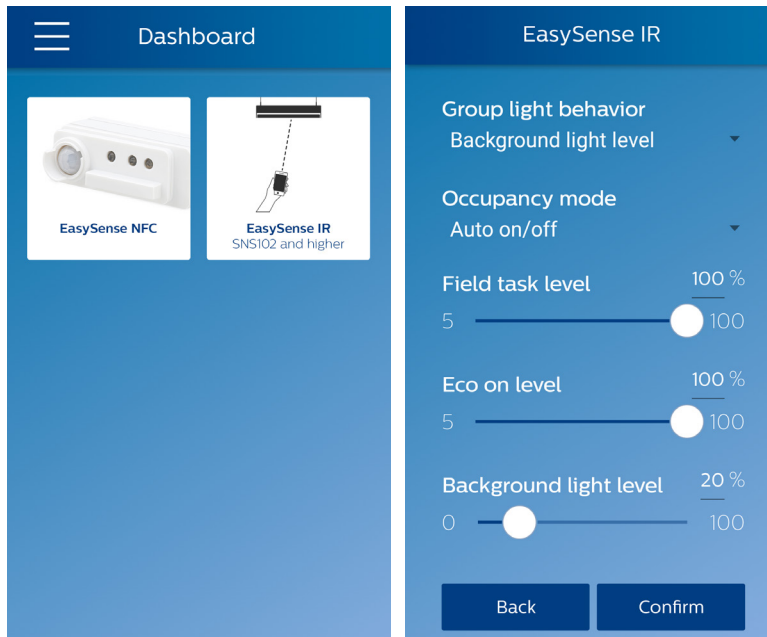 Dashboard
EasySense NFC
EasySense IR
SNS102 and higher
EasySense IR
Group light behavior
Background light level
Occupancy mode
Auto on/off
Field task level 100 %
5 100
Eco on level 100 %
5 100
Background light level 20 %
0 100
Back Confirm